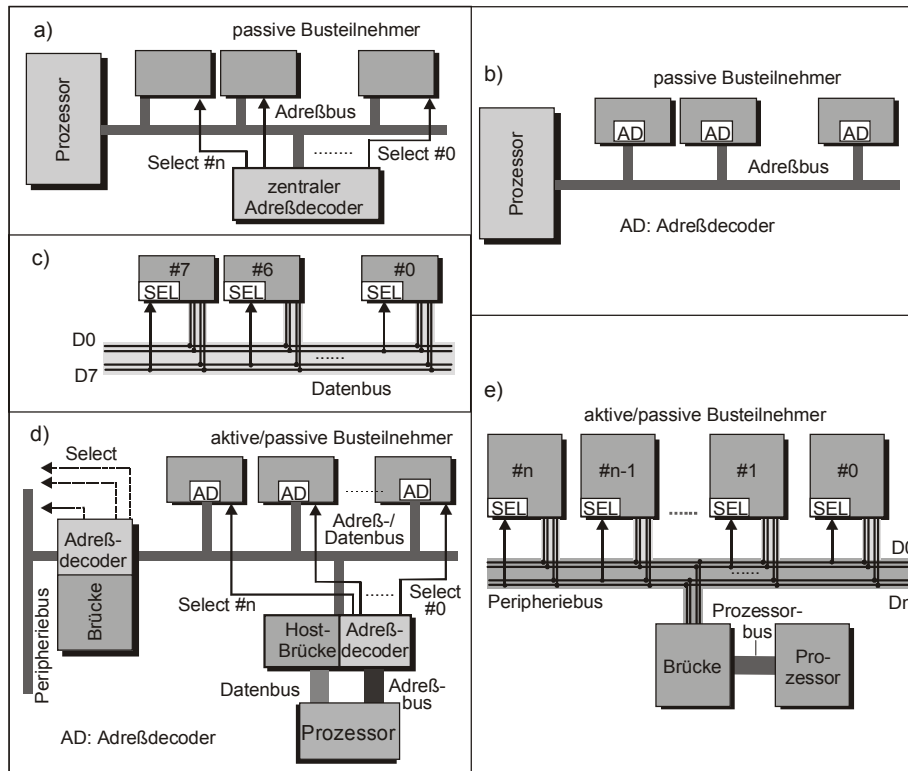 a)
passive Busteilnehmer
Prozessor
Adreßbus
Select #n
........
Select #0
zentraler
Adreßdecoder
b)
passive Busteilnehmer
Prozessor
AD
AD
AD
Adreßbus
AD: Adreßdecoder
c)
#7
#6
#0
SEL
SEL
SEL
D0
......
D7
Datenbus
d)
aktive/passive Busteilnehmer
Select
AD
AD
........
AD
Adreß-/
Datenbus
Adreß-
decoder
Brücke
Peripheriebus
Select #n
......
Select
#0
Host-
Brücke
Adreß-
decoder
Datenbus
Adreß-
bus
Prozessor
AD: Adreßdecoder
e)
aktive/passive Busteilnehmer
#n
#n-1
#1
#0
SEL
SEL
......
SEL
SEL
D0
......
Peripheriebus
Prozessor-
bus
Brücke
Pro-
zessor